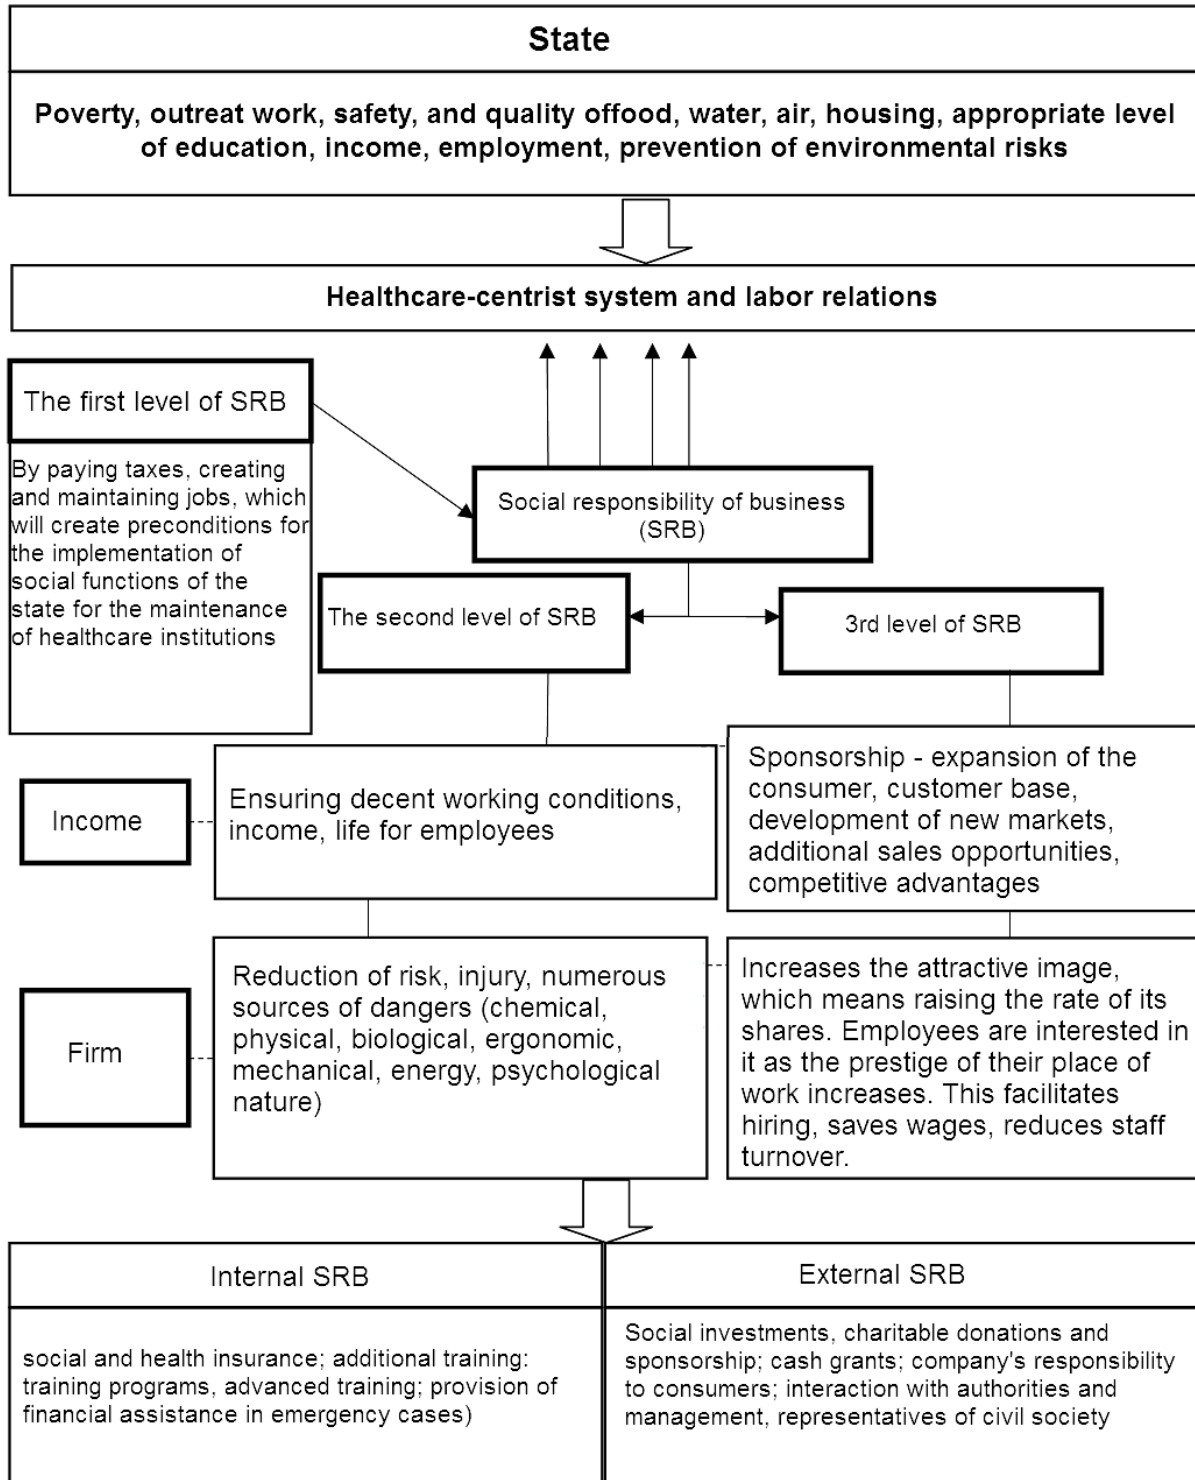 State
Poverty, outreat work, safety, and quality offood, water, air, housing, appropriate level
of education, income, employment, prevention of environmental risks
Healthcare-centrist system and labor relations
The first level of SRB
By paying taxes, creating
and maintaining jobs, which
will create preconditions for
the implementation of
social functions of the
state for the maintenance
of healthcare institutions
Social responsibility of business
(SRB)
The second level of SRB
3rd level of SRB
Income
Ensuring decent working conditions,
income, life for employees
Sponsorship - expansion of the
consumer, customer base,
development of new markets,
additional sales opportunities,
competitive advantages
Firm
Reduction of risk, injury, numerous
sources of dangers (chemical,
physical, biological, ergonomic,
mechanical, energy, psychological
nature)
Increases the attractive image,
which means raising the rate of its
shares. Employees are interested in
it as the prestige of their place of
work increases. This facilitates
hiring, saves wages, reduces staff
turnover.
Internal SRB
social and health insurance; additional training:
training programs, advanced training; provision of
financial assistance in emergency cases)
External SRB
Social investments, charitable donations and
sponsorship; cash grants; company's responsibility
to consumers; interaction with authorities and
management, representatives of civil society